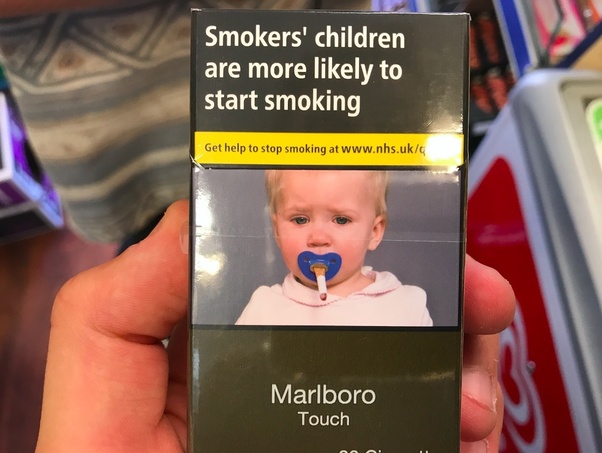 Smokers' children
are more likely to
start smoking
Get help to stop smoking at www.nhs.uk/q
Marlboro
Touch
20